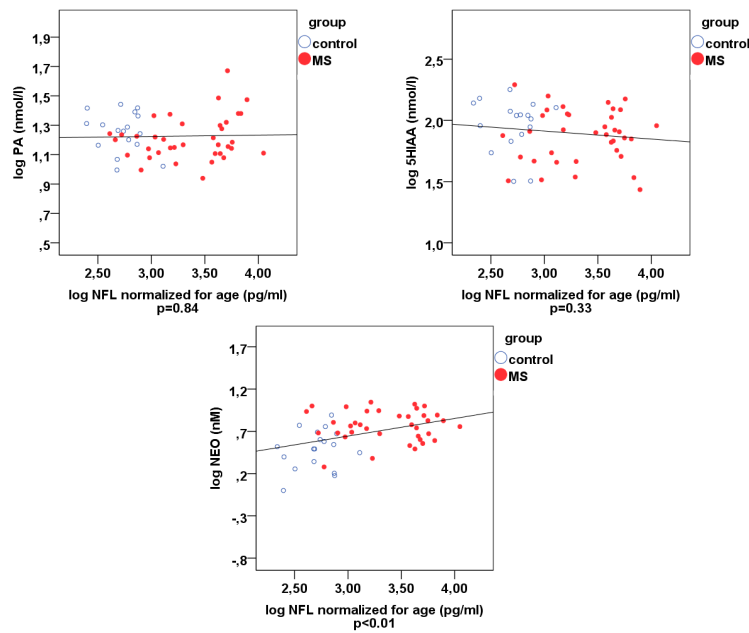 group
control
MS
log PA (nmol/l)
1,9
1,7
1,5
1,3
1,1
,9
,7
,5
2,50 3,00 3,50 4,00
log NFL normalized for age (pg/ml)
p=0.84
group
control
MS
log 5HIAA (nmol/l)
2,5
2,0
1,5
1,0
2,50 3,00 3,50 4,00
log NFL normalized for age (pg/ml)
p=0.33
group
control
MS
log NEO (nM)
1,7
1,2
,7
,2
-,3
-,8
2,50 3,00 3,50 4,00
log NFL normalized for age (pg/ml)
p<0.01